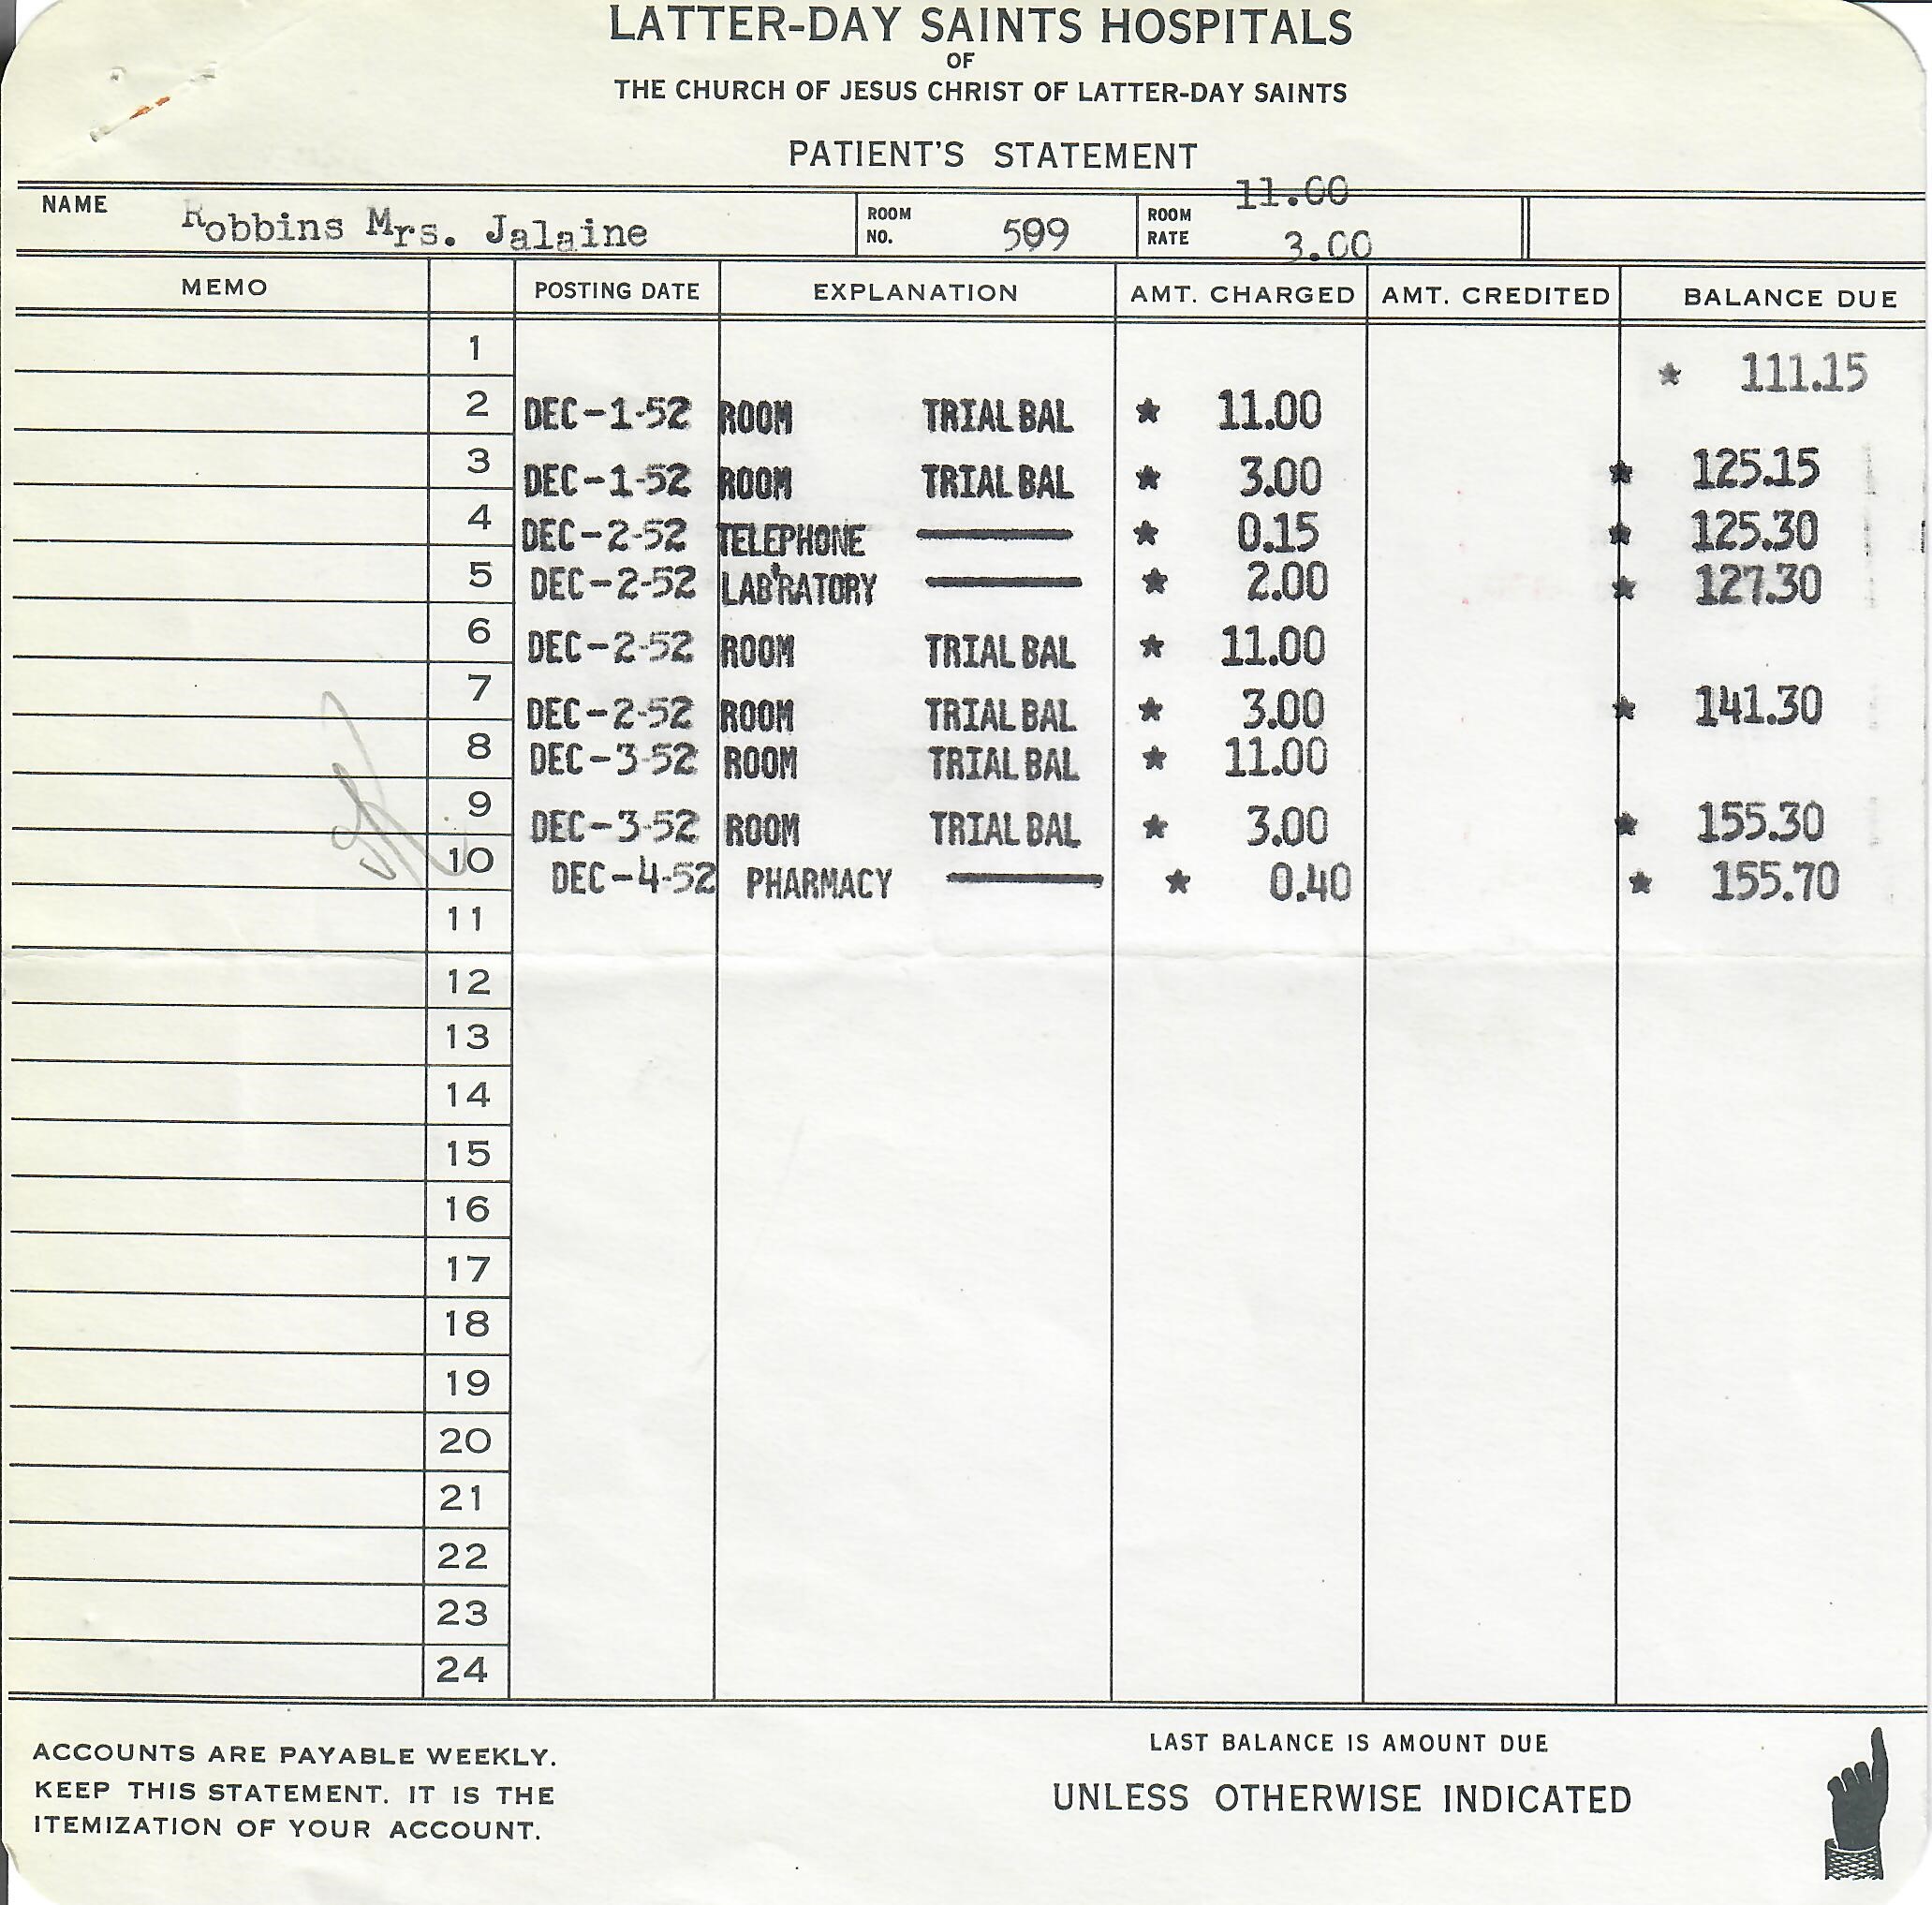 LATTER-DAY SAINTS HOSPITALS
OF
THE CHURCH OF JESUS CHRIST OF LATTER-DAY SAINTS
PATIENT'S STATEMENT
NAME Robbins Mrs. Jalaine ROOM NO. 509 ROOM RATE 11.00 3.00
MEMO POSTING DATE EXPLANATION AMT. CHARGED AMT. CREDITED BALANCE DUE
1 ★ 111.15
2 DEC-1-52 ROOM TRIAL BAL ★ 11.00
3 DEC-1-52 ROOM TRIAL BAL ★ 3.00 ★ 125.15
4 DEC-2-52 TELEPHONE —— ★ 0.15 ★ 125.30
5 DEC-2-52 LAB'RATORY —— ★ 2.00 ★ 127.30
6 DEC-2-52 ROOM TRIAL BAL ★ 11.00
7 DEC-2-52 ROOM TRIAL BAL ★ 3.00 ★ 141.30
8 DEC-3-52 ROOM TRIAL BAL ★ 11.00
9 DEC-3-52 ROOM TRIAL BAL ★ 3.00 ★ 155.30
10 DEC-4-52 PHARMACY —— ★ 0.40 ★ 155.70
11
12
13
14
15
16
17
18
19
20
21
22
23
24
ACCOUNTS ARE PAYABLE WEEKLY.
KEEP THIS STATEMENT. IT IS THE
ITEMIZATION OF YOUR ACCOUNT.
LAST BALANCE IS AMOUNT DUE
UNLESS OTHERWISE INDICATED